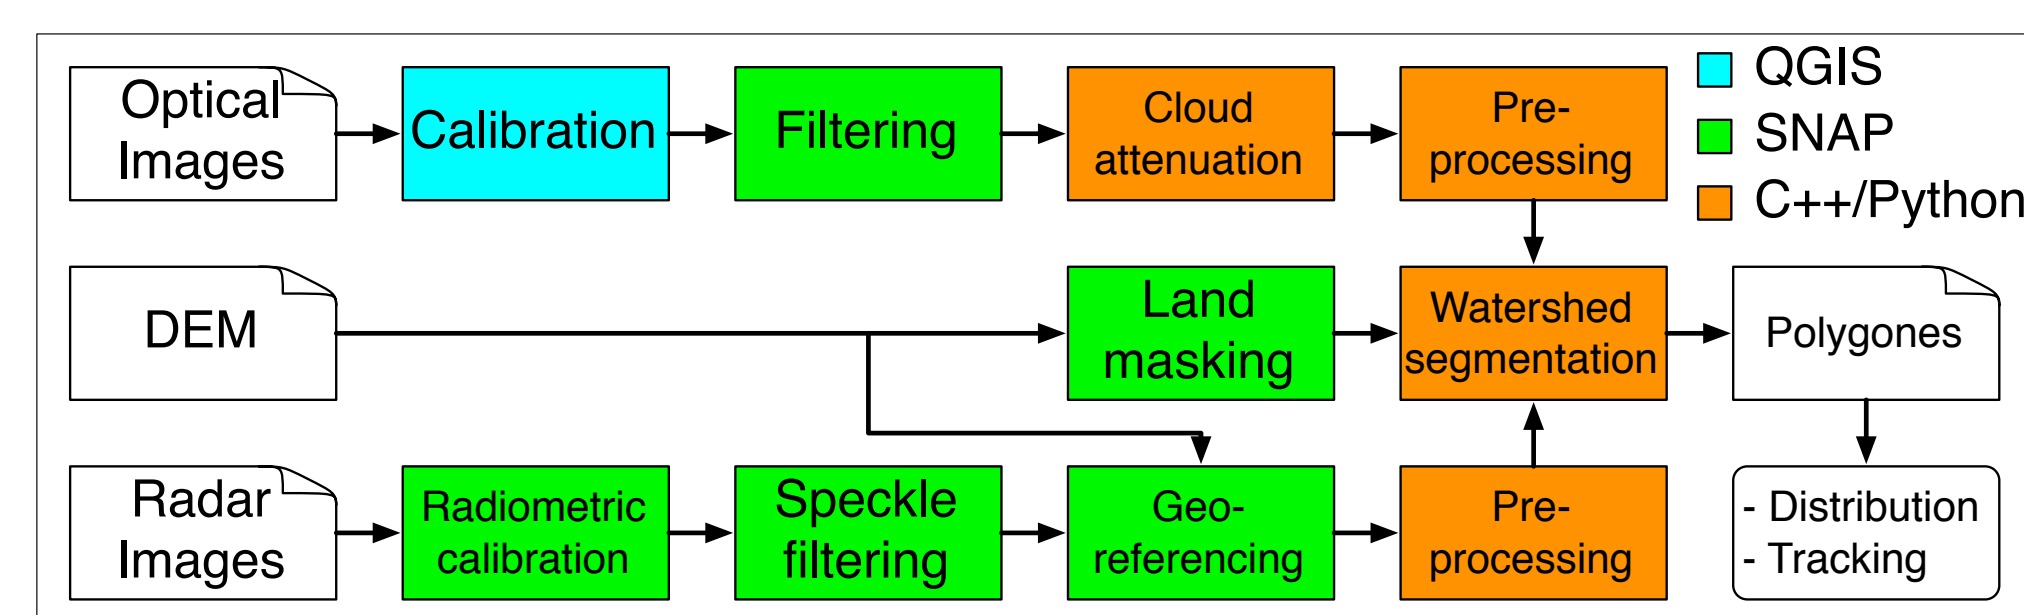 Optical
Images
Calibration
Filtering
Cloud
attenuation
Pre-
processing
QGIS
SNAP
C++/Python
DEM
Land
masking
Watershed
segmentation
Polygones
Radar
Images
Radiometric
calibration
Speckle
filtering
Geo-
referencing
Pre-
processing
- Distribution
- Tracking